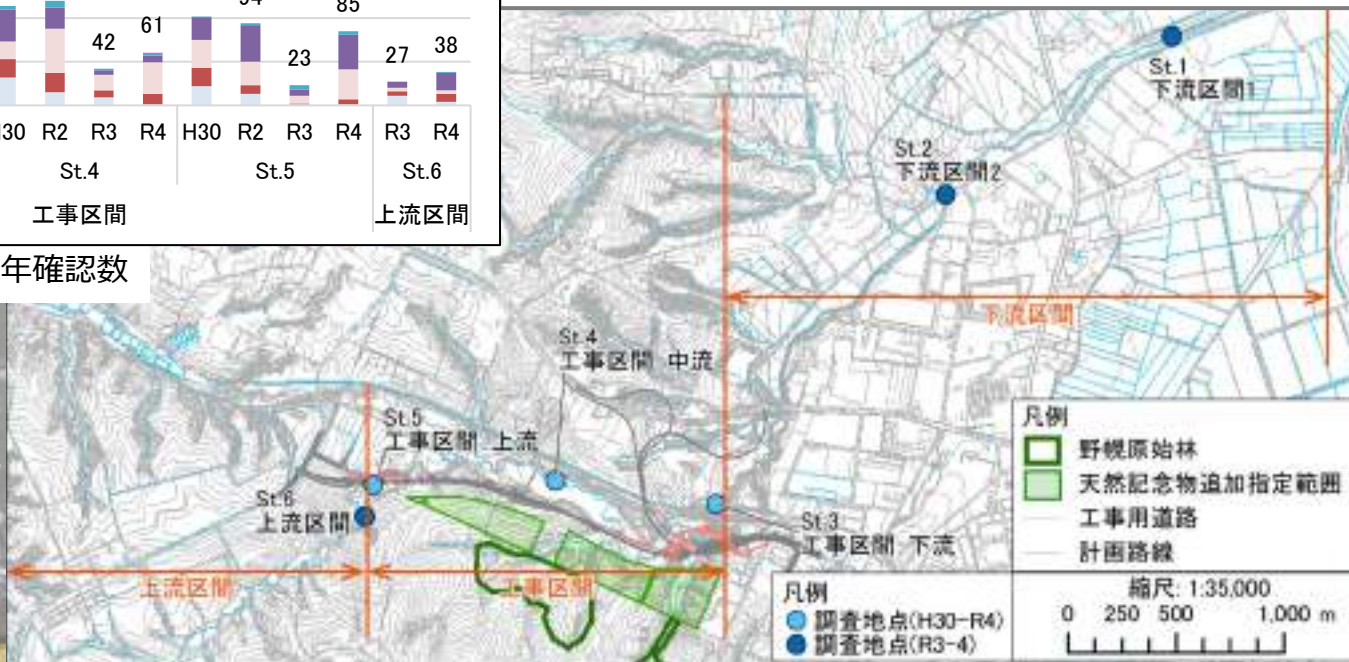 94
85
42
61
23
27
38
H30 R2 R3 R4 H30 R2 R3 R4 R3 R4
St.4 St.5 St.6
工事区間 上流区間
年確認数
St.1
下流区間1
St.2
下流区間2
下流区間
St.4
工事区間 中流
St.5
工事区間 上流
St.6
上流区間
St.3
工事区間 下流
上流区間
工事区間
凡例
野幌原始林
天然記念物追加指定範囲
工事用道路
計画路線
凡例
調査地点(H30-R4)
調査地点(R3-4)
縮尺: 1:35,000
0 250 500 1,000 m